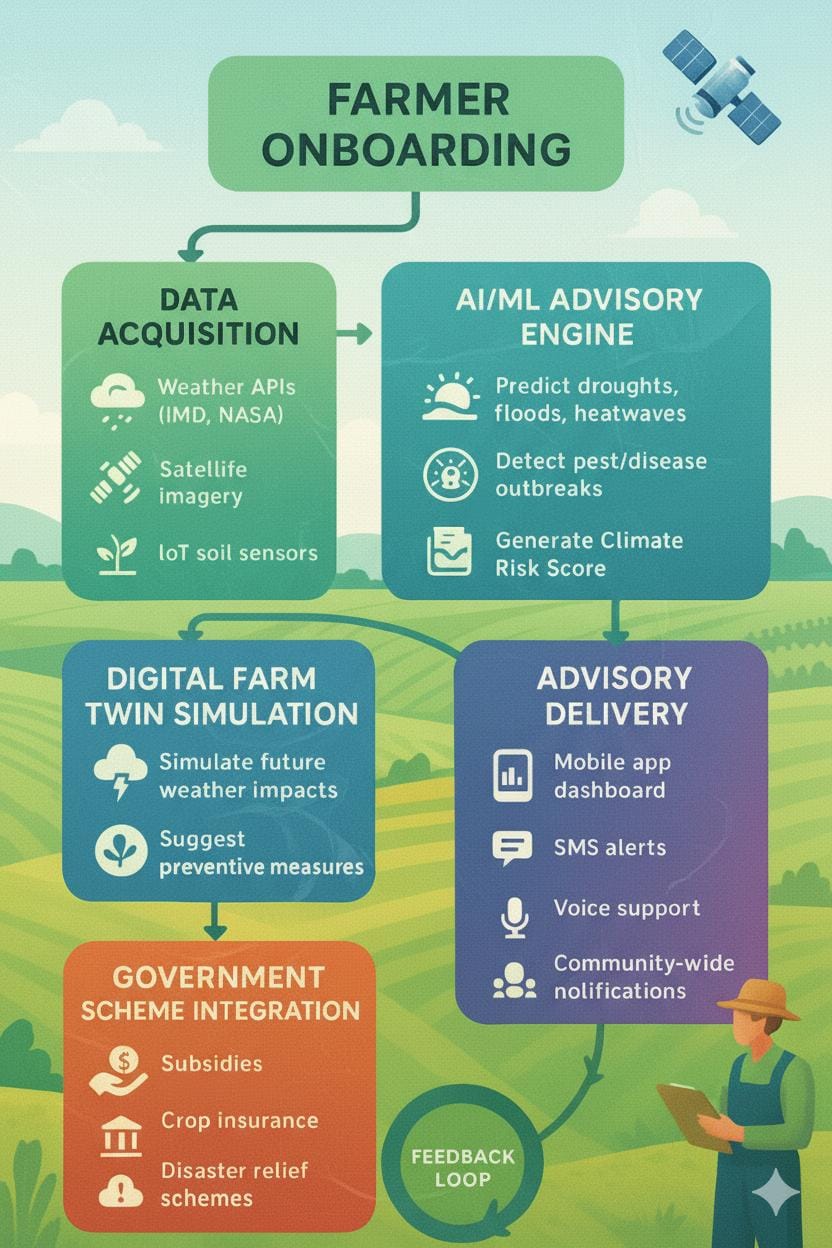 FARMER
ONBOARDING
DATA
ACQUISITION
Weather APIs
(IMD, NASA)
Satellife
imagery
IoT soil sensors
AI/ML ADVISORY
ENGINE
Predict droughts,
floods, heatwaves
Detect pest/disease
outbreaks
Generate Climate
Risk Score
DIGITAL FARM
TWIN SIMULATION
Simulate future
weather impacts
Suggest
preventive measures
ADVISORY
DELIVERY
Mobile app
dashboard
SMS alerts
Voice support
Community-wide
nolifications
GOVERNMENT
SCHEME INTEGRATION
$
Subsidies
Crop insurance
Disaster relief
schemes
FEEDBACK
LOOP